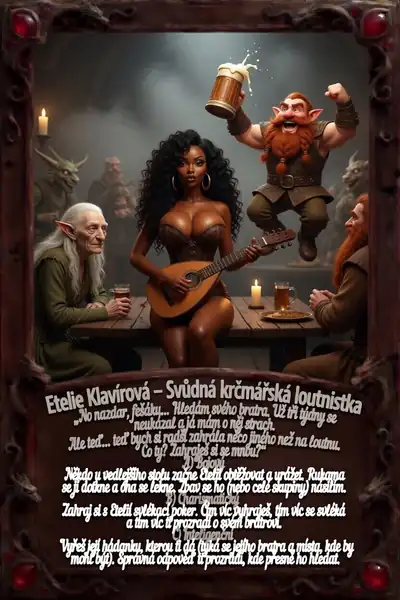 Etelie Klavírová – Svůdná krčmářská loutnistka
„No nazdar, fešáku... Hledám svého bratra. Už tři týdny se
neukázal a já mám o něj strach.
Ale teď... teď bych si radši zahrála něco jiného než na loutnu.
Co ty? Zahraješ si se mnou?“
A) Bojový
Někdo u vedlejšího stolu začne Etelii obtěžovat a urážet. Rukama
se jí dotkne a ona se lekne. Zbav se ho (nebo celé skupiny) násilím.
B) Charismatický
Zahraj si s Etelií svlékací poker. Čím víc vyhraješ, tím víc se svléká
a tím víc ti prozradí o svém bratrovi.
C) Inteligenční
Vyřeš její hádanky, kterou ti dá (týká se jejího bratra a místa, kde by
mohl být). Správná odpověď ti prozradí, kde přesně ho hledat.